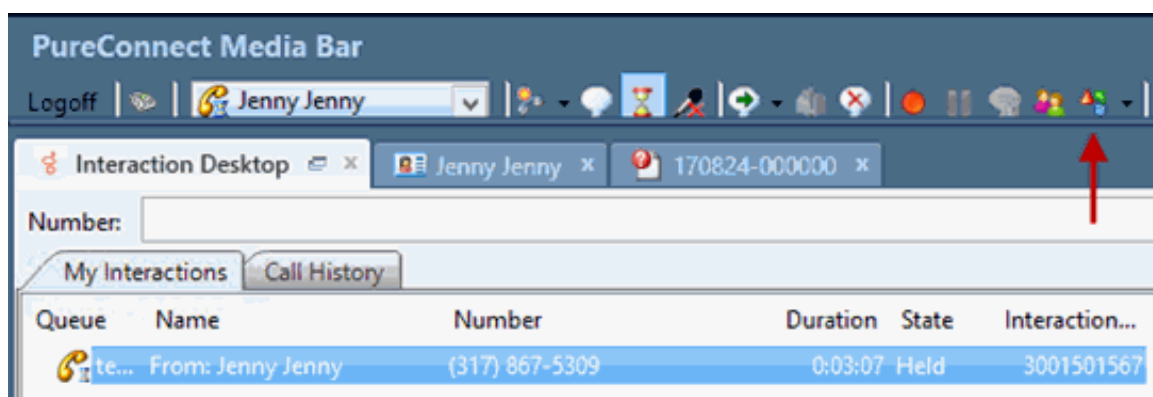 PureConnect Media Bar
Logoff Jenny Jenny
Interaction Desktop Jenny Jenny 170824-000000
Number:
My Interactions Call History
Queue Name Number Duration State Interaction...
te... From: Jenny Jenny (317) 867-5309 0:03:07 Held 3001501567